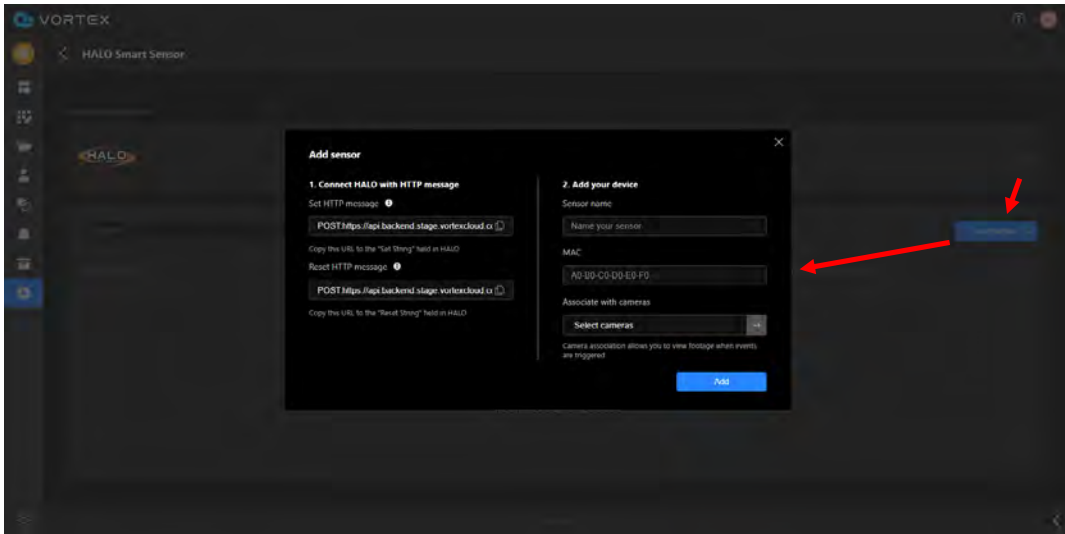 VORTEX
HALO Smart Sensor
HALO
Add sensor
1. Connect HALO with HTTP message
Set HTTP message
POST:https://api.backend.stage.vortexcloud.co
Copy this URL to the "Set String" field in HALO
Reset HTTP message
POST:https://api.backend.stage.vortexcloud.co
Copy this URL to the "Reset String" field in HALO
2. Add your device
Sensor name
Name your sensor
MAC
A0-B0-C0-D0-E0-F0
Associate with cameras
Select cameras
Camera association allows you to view footage when events
are triggered
Add